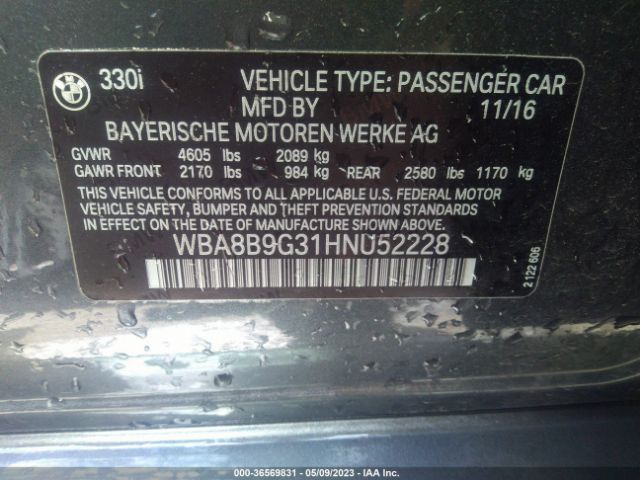 BMW
330i VEHICLE TYPE: PASSENGER CAR
MFD BY 11/16
BAYERISCHE MOTOREN WERKE AG
GVWR 4605 lbs 2089 kg
GAWR FRONT 2170 lbs 984 kg REAR 2580 lbs 1170 kg
THIS VEHICLE CONFORMS TO ALL APPLICABLE U.S. FEDERAL MOTOR
VEHICLE SAFETY, BUMPER AND THEFT PREVENTION STANDARDS
IN EFFECT ON THE DATE OF MANUFACTURE SHOWN ABOVE.
WBA8B9G31HNU52228
2 122 606
000-36569831 - 05/09/2023 - IAA Inc.